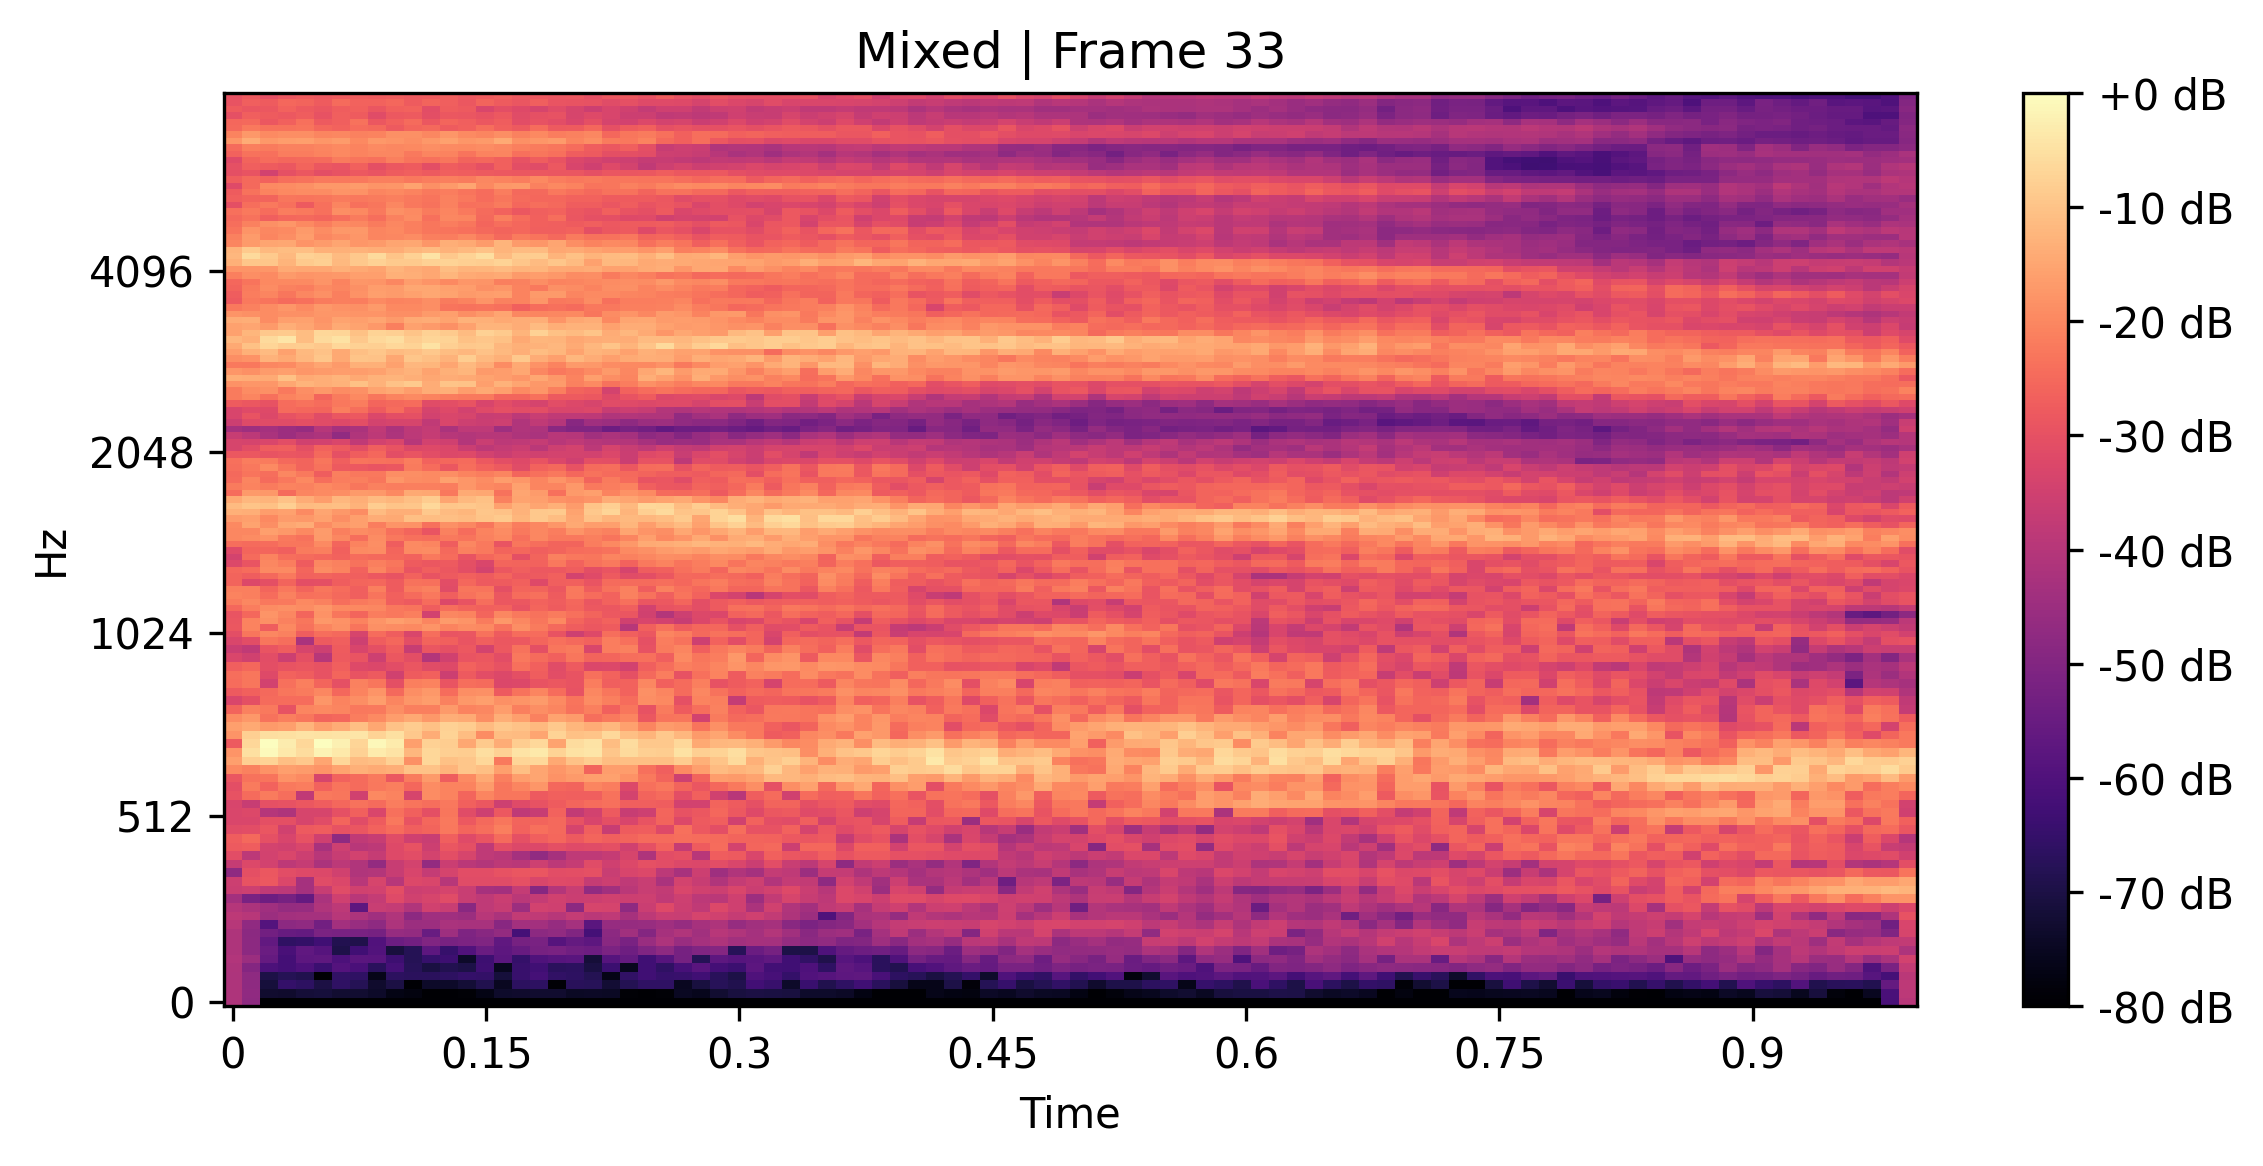 Mixed | Frame 33
+0 dB
-10 dB
-20 dB
-30 dB
-40 dB
-50 dB
-60 dB
-70 dB
-80 dB
Hz
4096
2048
1024
512
0
0 0.15 0.3 0.45 0.6 0.75 0.9
Time